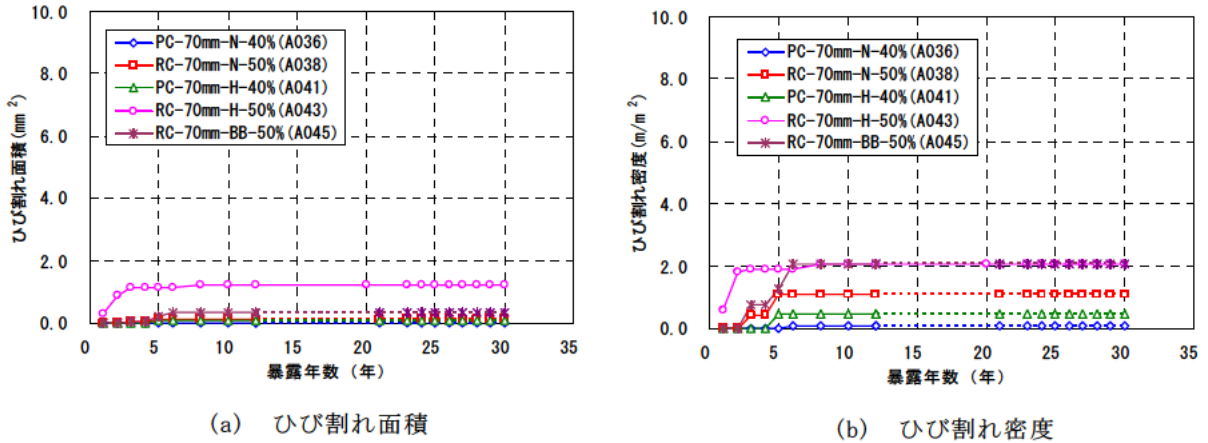 10.0
8.0
6.0
4.0
2.0
0.0
ひび割れ面積(mm²)
PC-70mm-N-40%(A036)
RC-70mm-N-50%(A038)
PC-70mm-H-40%(A041)
RC-70mm-H-50%(A043)
RC-70mm-BB-50%(A045)
0 5 10 15 20 25 30 35
暴露年数 (年)
(a) ひび割れ面積
10.0
8.0
6.0
4.0
2.0
0.0
ひび割れ密度(m/m²)
PC-70mm-N-40%(A036)
RC-70mm-N-50%(A038)
PC-70mm-H-40%(A041)
RC-70mm-H-50%(A043)
RC-70mm-BB-50%(A045)
0 5 10 15 20 25 30 35
暴露年数 (年)
(b) ひび割れ密度